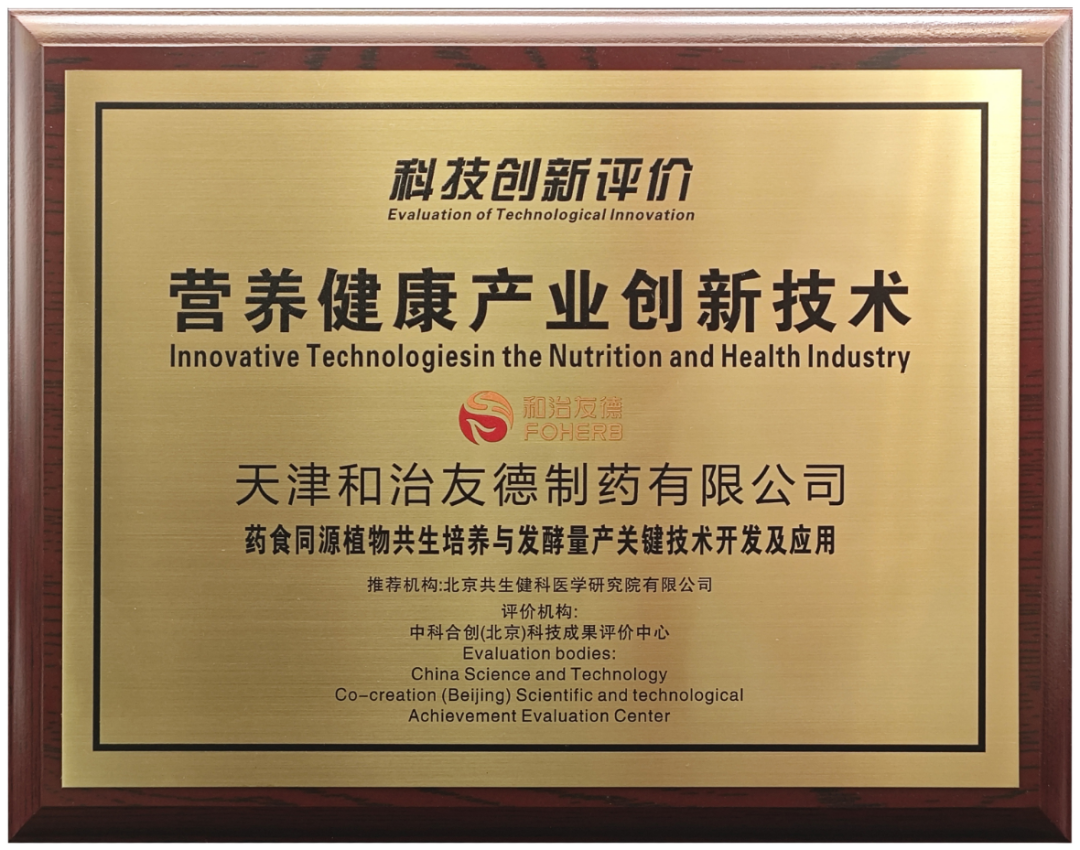 科技创新评价
Evaluation of Technological Innovation
营养健康产业创新技术
Innovative Technologiesin the Nutrition and Health Industry
和治友德
FOHERB
天津和治友德制药有限公司
药食同源植物共生培养与发酵量产关键技术开发及应用
推荐机构:北京共生健科医学研究院有限公司
评价机构:
中科合创(北京)科技成果评价中心
Evaluation bodies:
China Science and Technology
Co-creation (Beijing) Scientific and technological
Achievement Evaluation Center